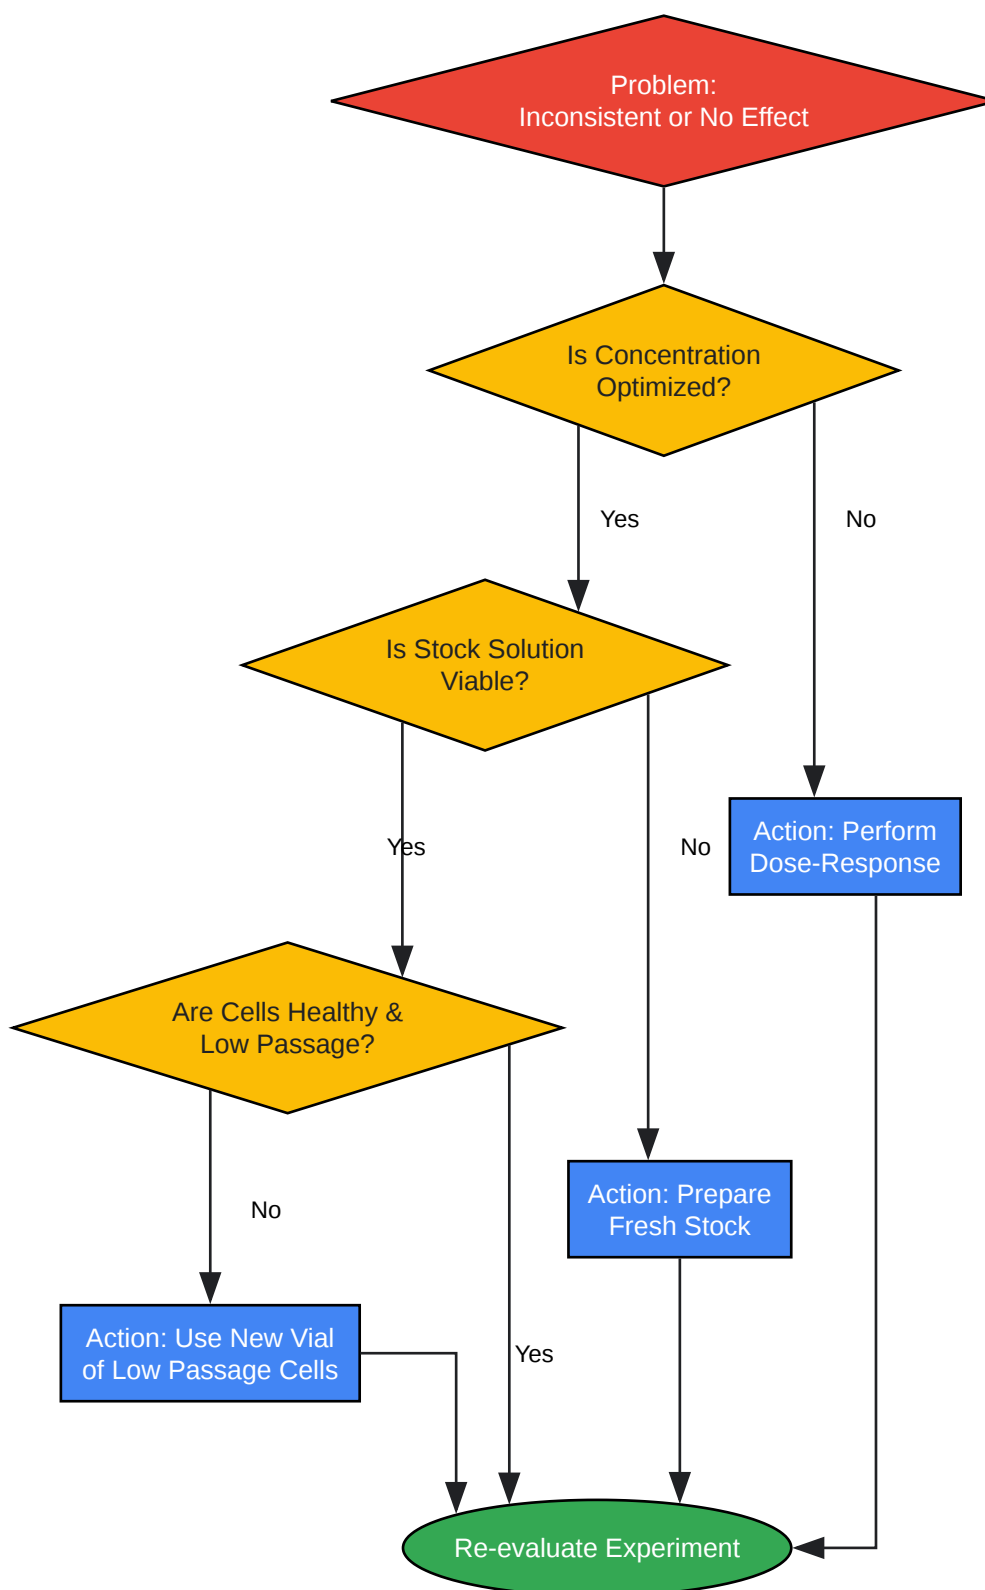 Problem:
Inconsistent or No Effect
Is Concentration
Optimized?
Yes
No
Is Stock Solution
Viable?
Action: Perform
Dose-Response
Yes
No
Are Cells Healthy &
Low Passage?
Action: Prepare
Fresh Stock
No
Action: Use New Vial
of Low Passage Cells
Yes
Re-evaluate Experiment